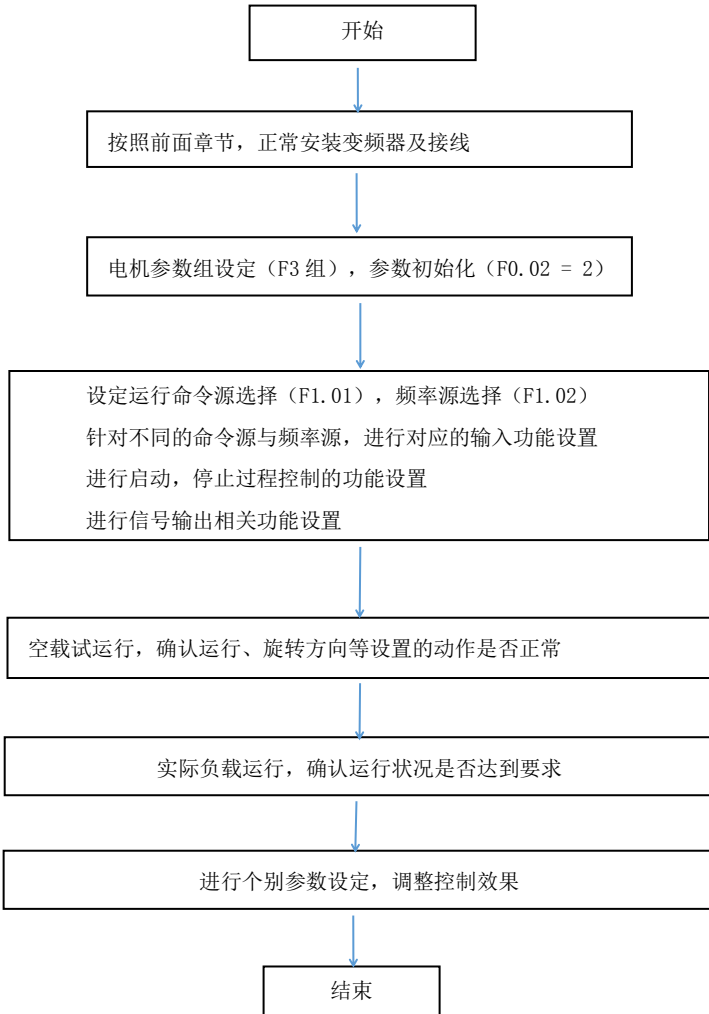 开始
按照前面章节，正常安装变频器及接线
电机参数组设定（F3 组），参数初始化（F0.02 = 2）
设定运行命令源选择（F1.01），频率源选择（F1.02）
针对不同的命令源与频率源，进行对应的输入功能设置
进行启动，停止过程控制的功能设置
进行信号输出相关功能设置
空载试运行，确认运行、旋转方向等设置的动作是否正常
实际负载运行，确认运行状况是否达到要求
进行个别参数设定，调整控制效果
结束